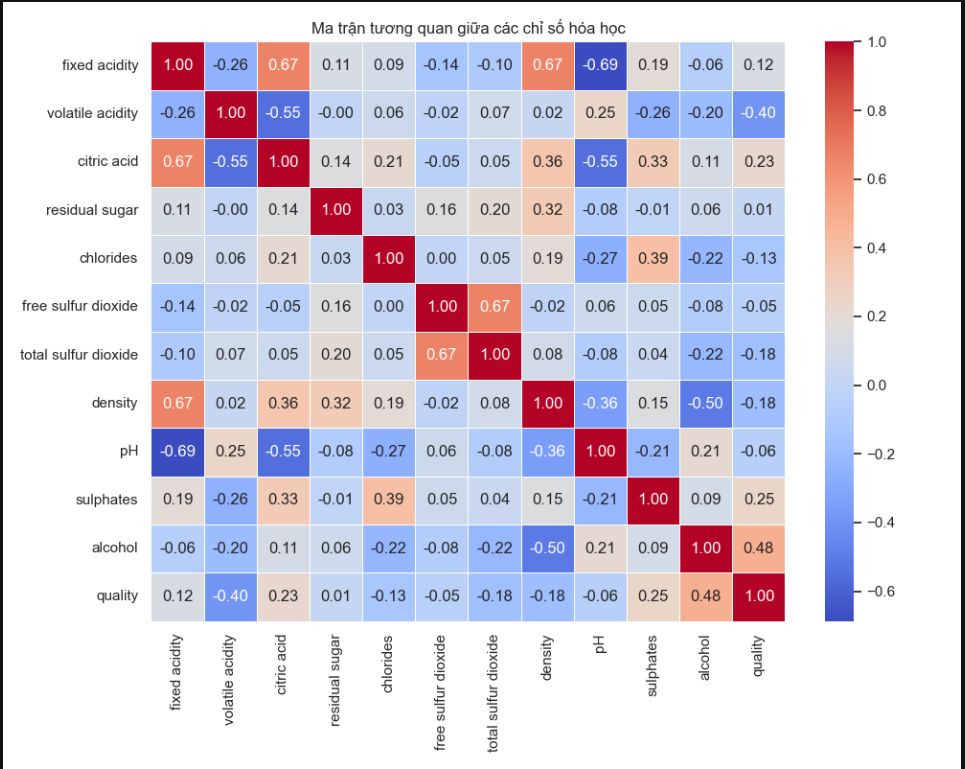 Ma trận tương quan giữa các chỉ số hóa học
fixed acidity 1.00 -0.26 0.67 0.11 0.09 -0.14 -0.10 0.67 -0.69 0.19 -0.06 0.12
volatile acidity -0.26 1.00 -0.55 -0.00 0.06 -0.02 0.07 0.02 0.25 -0.26 -0.20 -0.40
citric acid 0.67 -0.55 1.00 0.14 0.21 -0.05 0.05 0.36 -0.55 0.33 0.11 0.23
residual sugar 0.11 -0.00 0.14 1.00 0.03 0.16 0.20 0.32 -0.08 -0.01 0.06 0.01
chlorides 0.09 0.06 0.21 0.03 1.00 0.00 0.05 0.19 -0.27 0.39 -0.22 -0.13
free sulfur dioxide -0.14 -0.02 -0.05 0.16 0.00 1.00 0.67 -0.02 0.06 0.05 -0.08 -0.05
total sulfur dioxide -0.10 0.07 0.05 0.20 0.05 0.67 1.00 0.08 -0.08 0.04 -0.22 -0.18
density 0.67 0.02 0.36 0.32 0.19 -0.02 0.08 1.00 -0.36 0.15 -0.50 -0.18
pH -0.69 0.25 -0.55 -0.08 -0.27 0.06 -0.08 -0.36 1.00 -0.21 0.21 -0.06
sulphates 0.19 -0.26 0.33 -0.01 0.39 0.05 0.04 0.15 -0.21 1.00 0.09 0.25
alcohol -0.06 -0.20 0.11 0.06 -0.22 -0.08 -0.22 -0.50 0.21 0.09 1.00 0.48
quality 0.12 -0.40 0.23 0.01 -0.13 -0.05 -0.18 -0.18 -0.06 0.25 0.48 1.00
fixed acidity
volatile acidity
citric acid
residual sugar
chlorides
free sulfur dioxide
total sulfur dioxide
density
pH
sulphates
alcohol
quality
1.0
0.8
0.6
0.4
0.2
0.0
−0.2
−0.4
−0.6